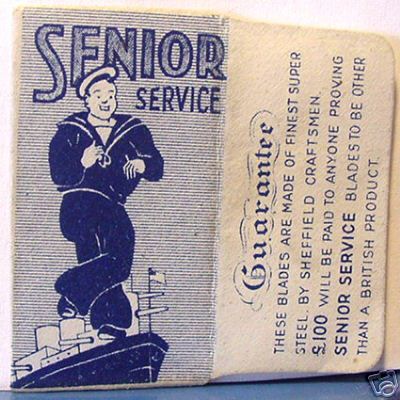 SENIOR
SERVICE
Guarantee
THESE BLADES ARE MADE OF FINEST SUPER
STEEL, BY SHEFFIELD CRAFTSMEN.
£100 WILL BE PAID TO ANYONE PROVING
SENIOR SERVICE BLADES TO BE OTHER
THAN A BRITISH PRODUCT.